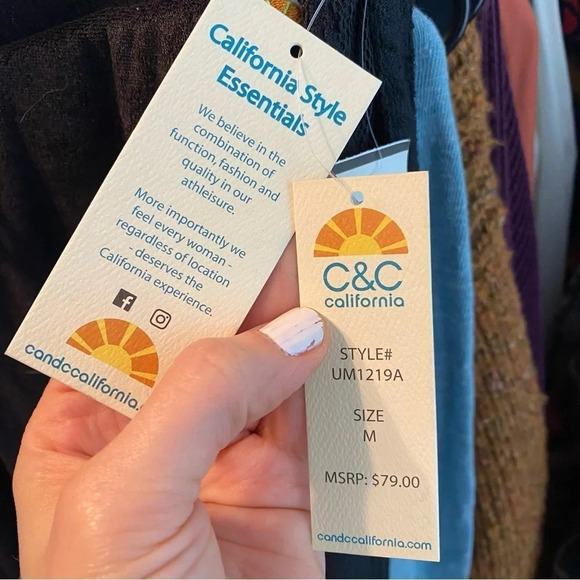 California Style
Essentials
We believe in the
combination of
function, fashion and
quality in our
athleisure.
More importantly we
feel every woman -
regardless of location
- deserves the
California experience.
f
candccalifornia.
C&C
california
STYLE#
UM1219A
SIZE
M
MSRP: $79.00
candccalifornia.com